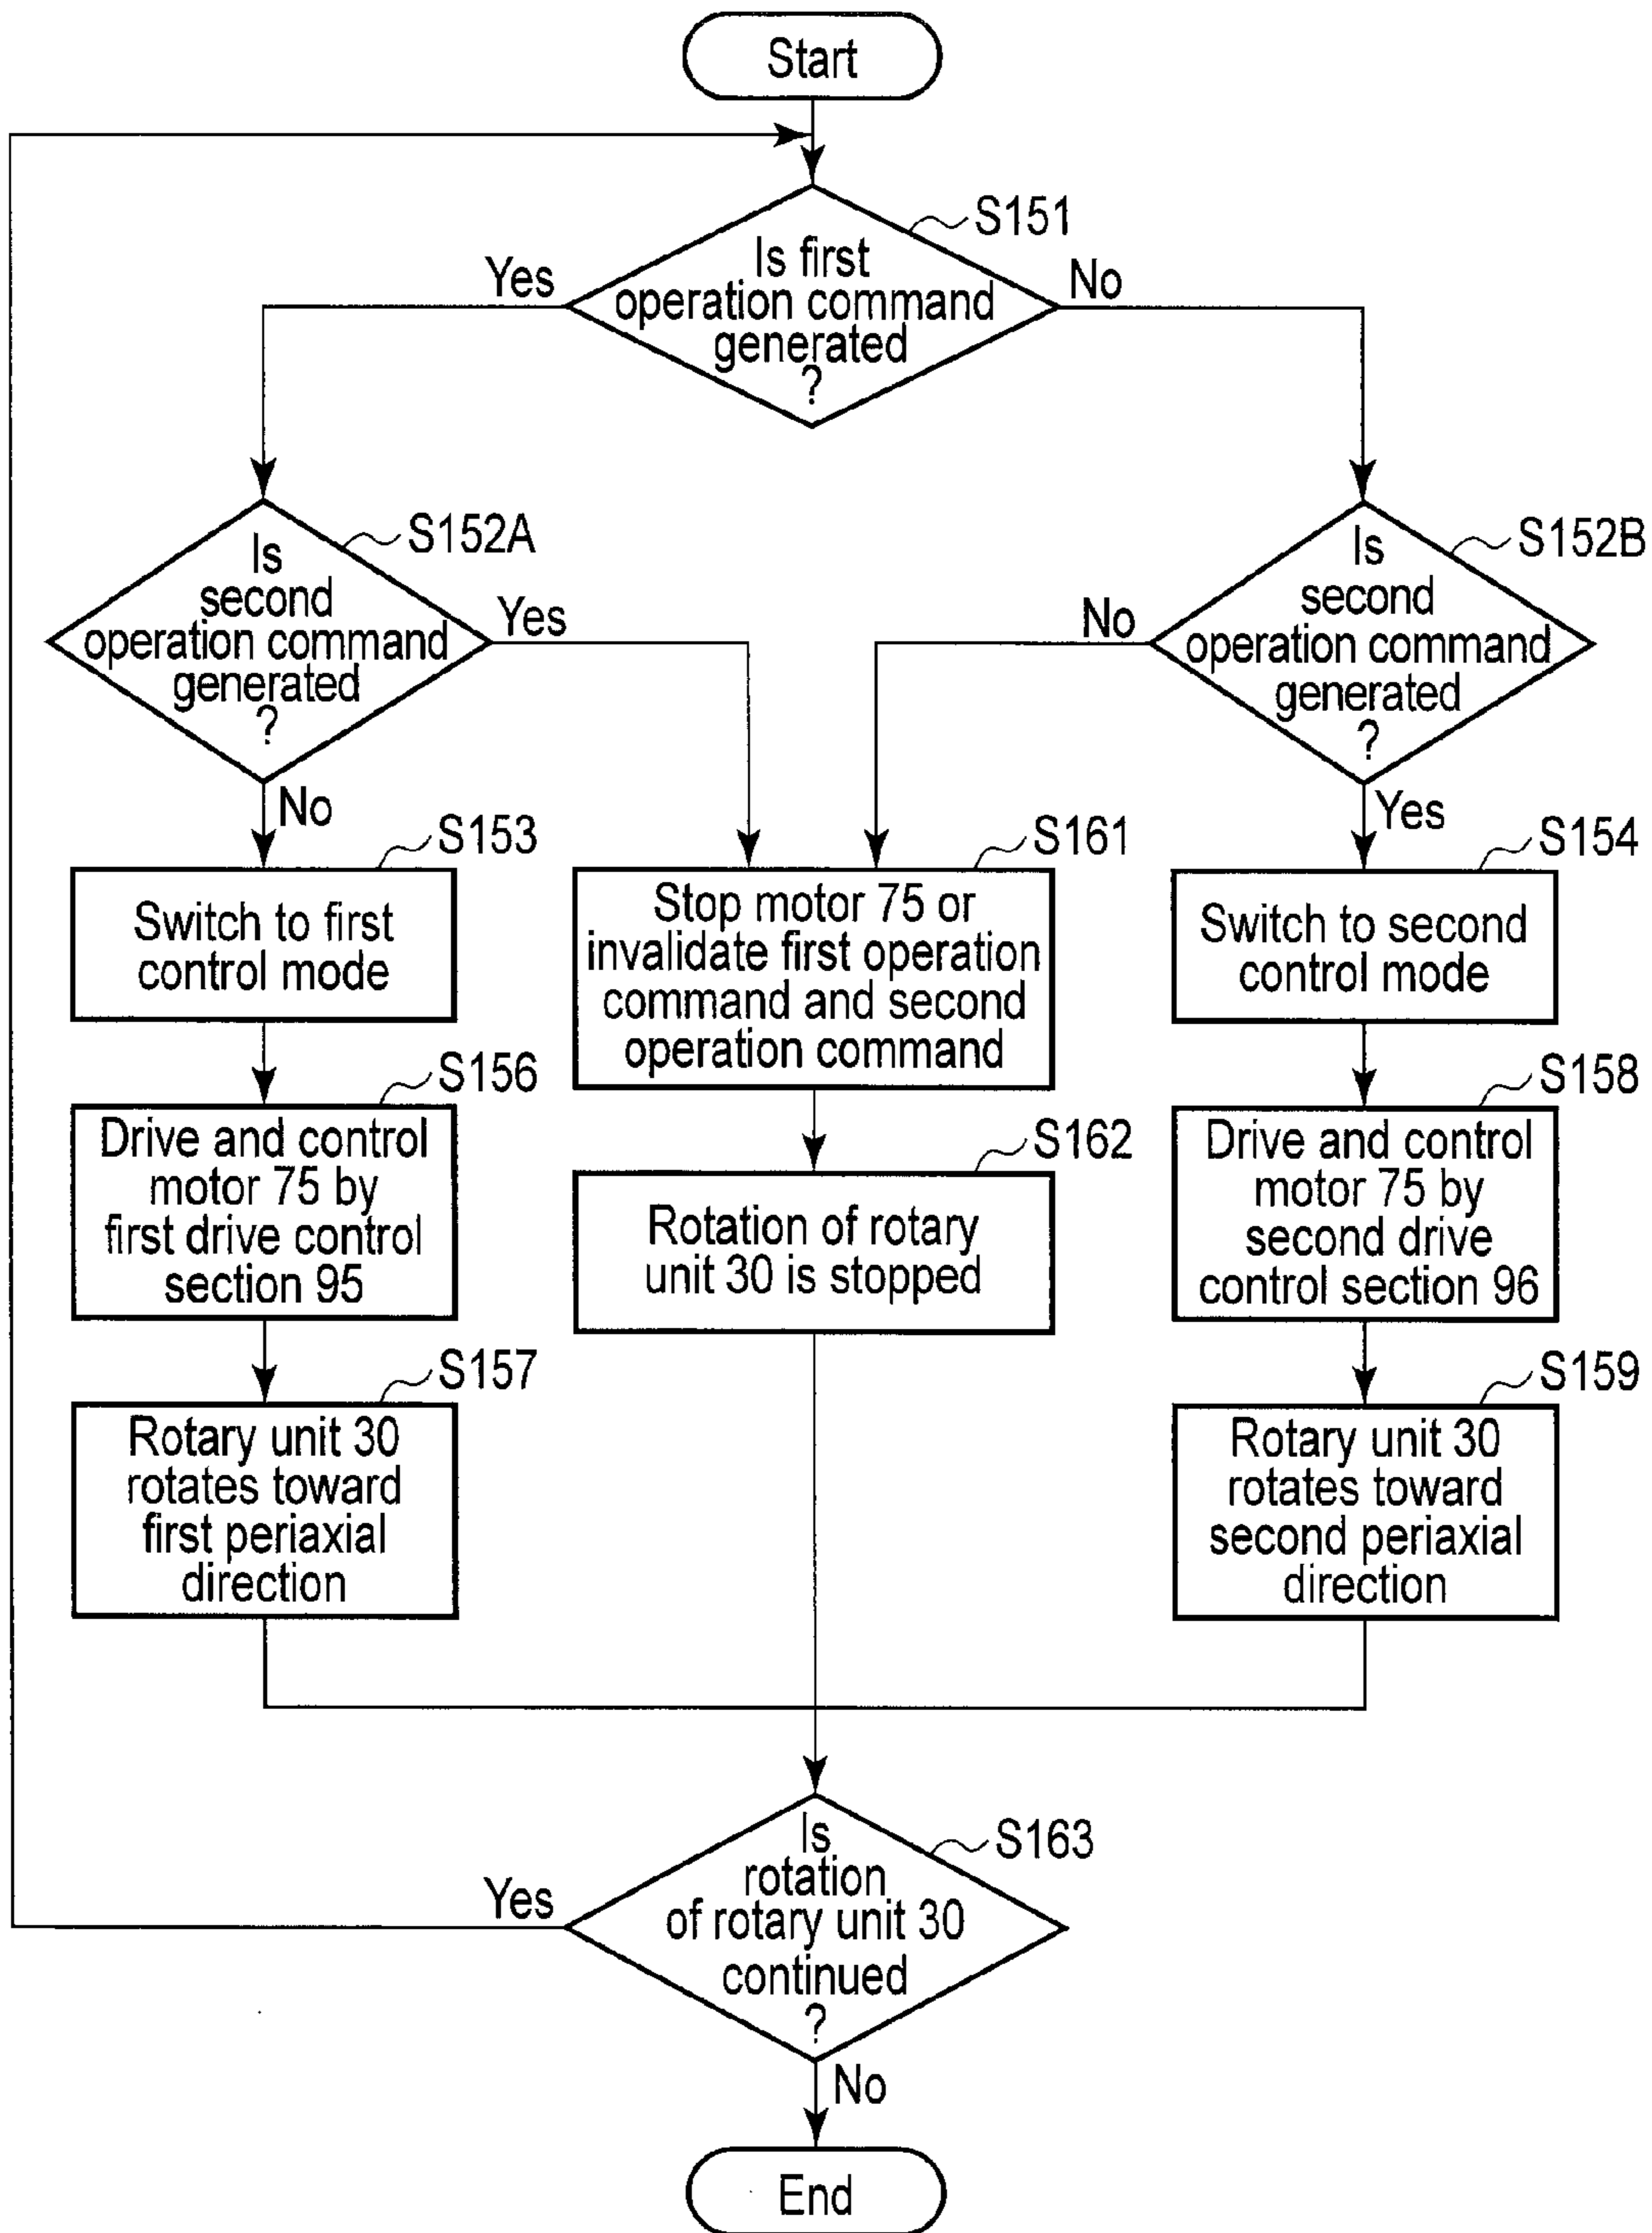 Start
S151
Is first
operation command
generated
?
Yes
No
S152A
Is
second
operation command
generated
?
Yes
No
S152B
Is
second
operation command
generated
?
No
Yes
S153
Switch to first
control mode
S161
Stop motor 75 or
invalidate first operation
command and second
operation command
S154
Switch to second
control mode
S156
Drive and control
motor 75 by
first drive control
section 95
S162
Rotation of rotary
unit 30 is stopped
S158
Drive and control
motor 75 by
second drive
control section 96
S157
Rotary unit 30
rotates toward
first periaxial
direction
S159
Rotary unit 30
rotates toward
second periaxial
direction
S163
Is
rotation
of rotary unit 30
continued
?
Yes
No
End